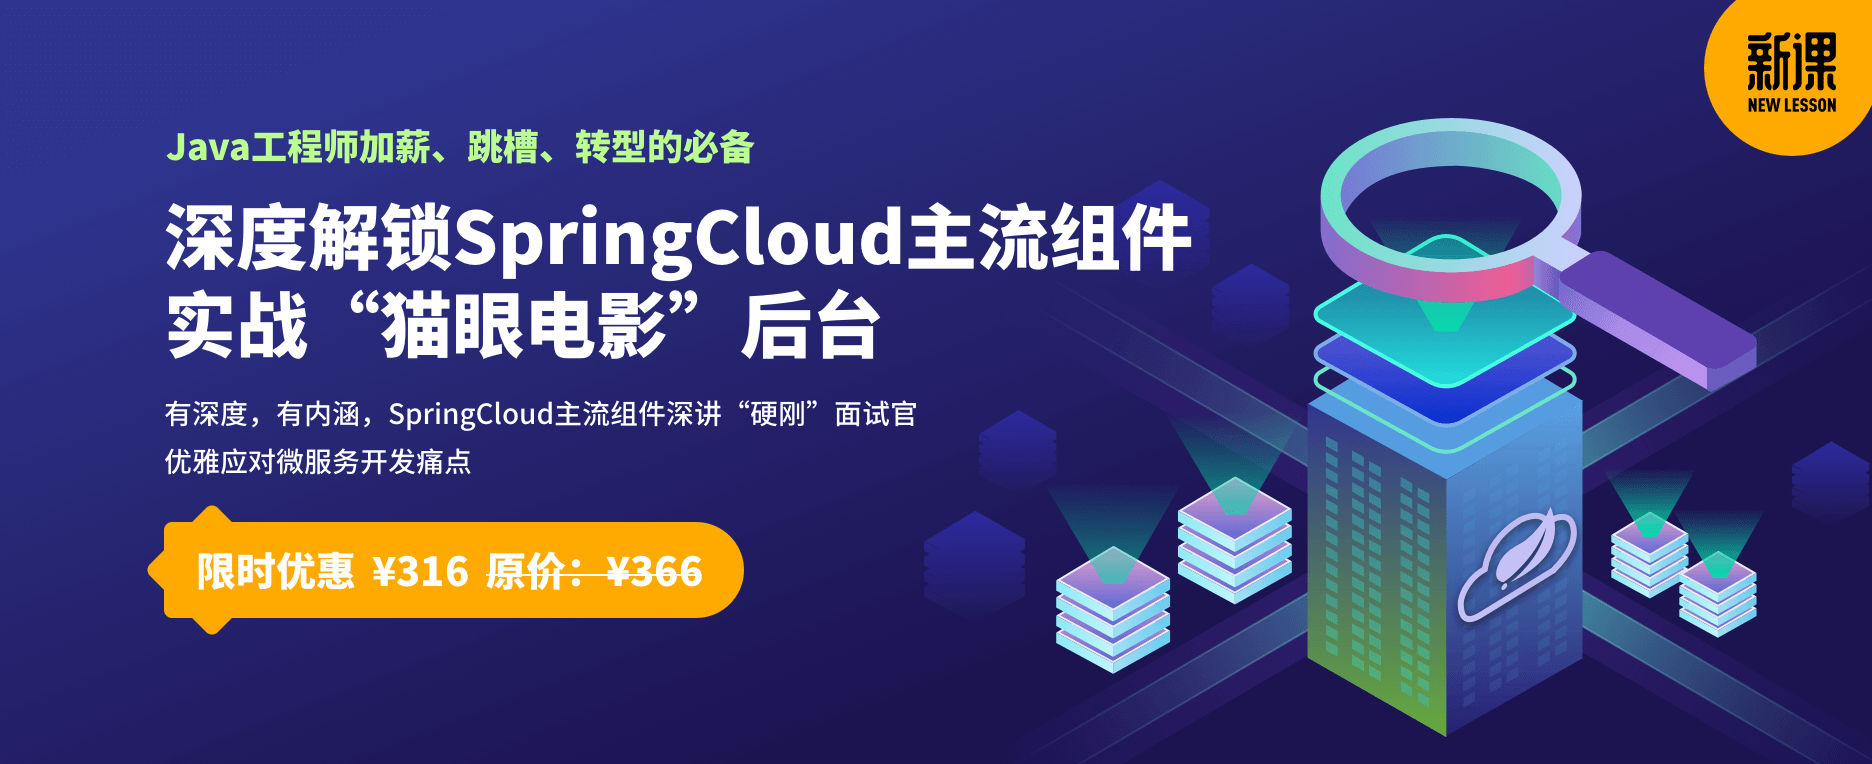 新课
NEW LESSON
Java工程师加薪、跳槽、转型的必备
深度解锁SpringCloud主流组件
实战“猫眼电影”后台
有深度，有内涵，SpringCloud主流组件深讲“硬刚”面试官
优雅应对微服务开发痛点
限时优惠 ¥316 原价：¥366